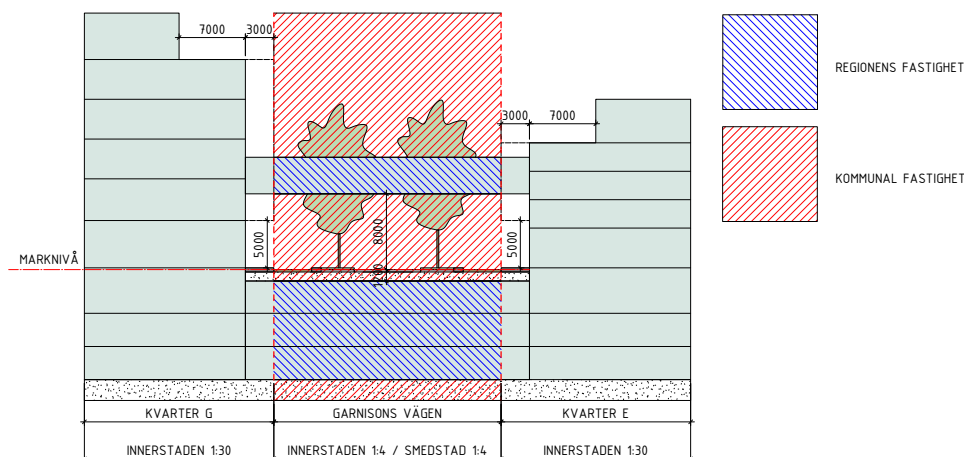 7000
3000
REGIONENS FASTIGHET
3000
7000
KOMMUNAL FASTIGHET
5000
8000
5000
MARKNIVÅ
1200
KVARTER G
GARNISONS VÄGEN
KVARTER E
INNERSTADEN 1:30
INNERSTADEN 1:4 / SMEDSTAD 1:4
INNERSTADEN 1:30